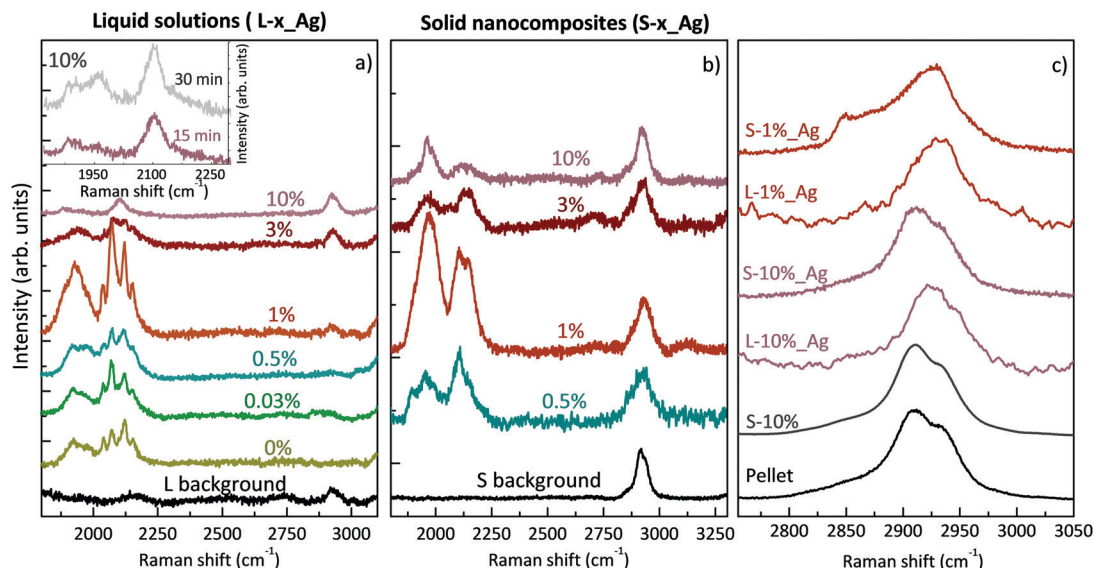 Liquid solutions ( L-x_Ag)
Solid nanocomposites (S-x_Ag)
Intensity (arb. units)
a)
10%
30 min
15 min
Intensity (arb. units)
1950 2100 2250
Raman shift (cm⁻¹)
10%
3%
1%
0.5%
0.03%
0%
L background
2000 2250 2500 2750 3000
Raman shift (cm⁻¹)
b)
10%
3%
1%
0.5%
S background
2000 2250 2500 2750 3000 3250
Raman shift (cm⁻¹)
c)
S-1%_Ag
L-1%_Ag
S-10%_Ag
L-10%_Ag
S-10%
Pellet
2800 2850 2900 2950 3000 3050
Raman shift (cm⁻¹)